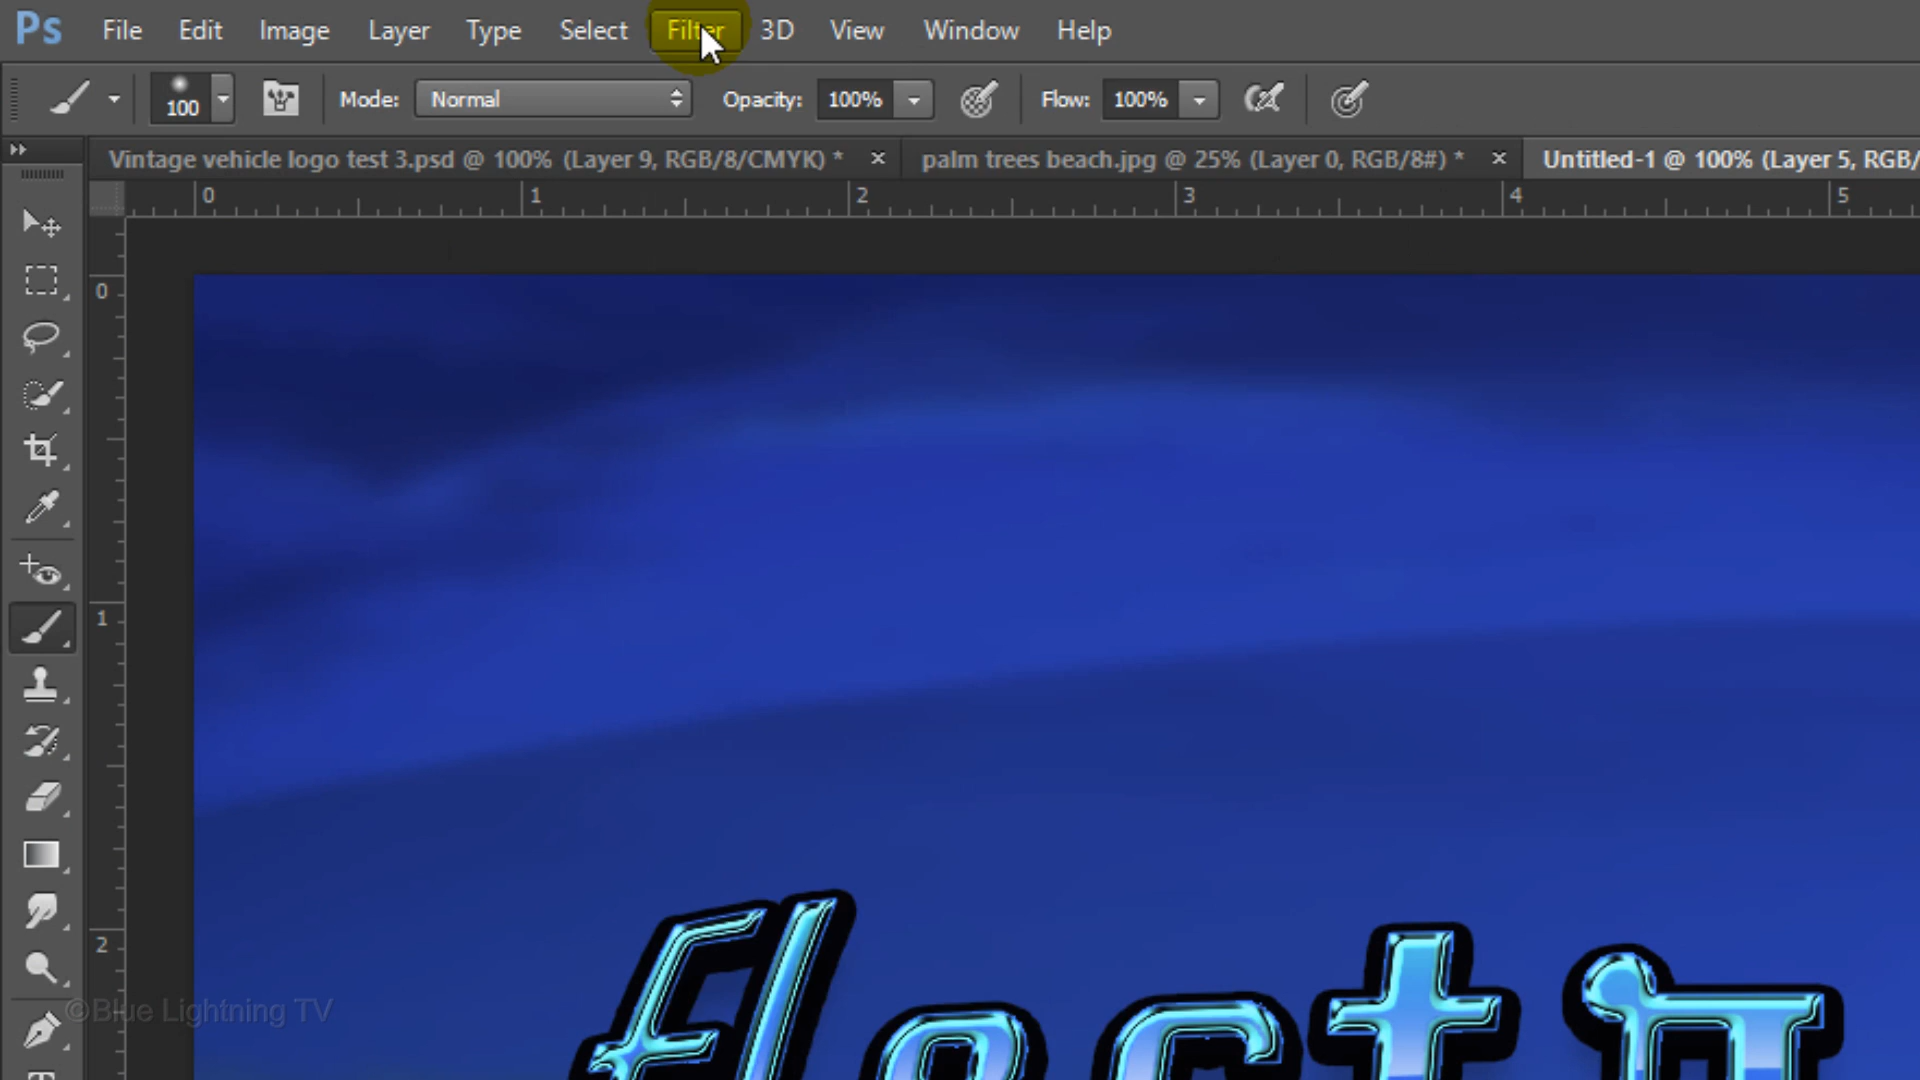 Ps File Edit Image Layer Type Select Filter 3D View Window Help
100 Mode: Normal Opacity: 100% Flow: 100%
Vintage vehicle logo test 3.psd @ 100% (Layer 9, RGB/8/CMYK) * × palm trees beach.jpg @ 25% (Layer 0, RGB/8#) * × Untitled-1 @ 100% (Layer 5, RGB/
0 1 2 3 4 5
0
1
2
©Blue Lightning TV